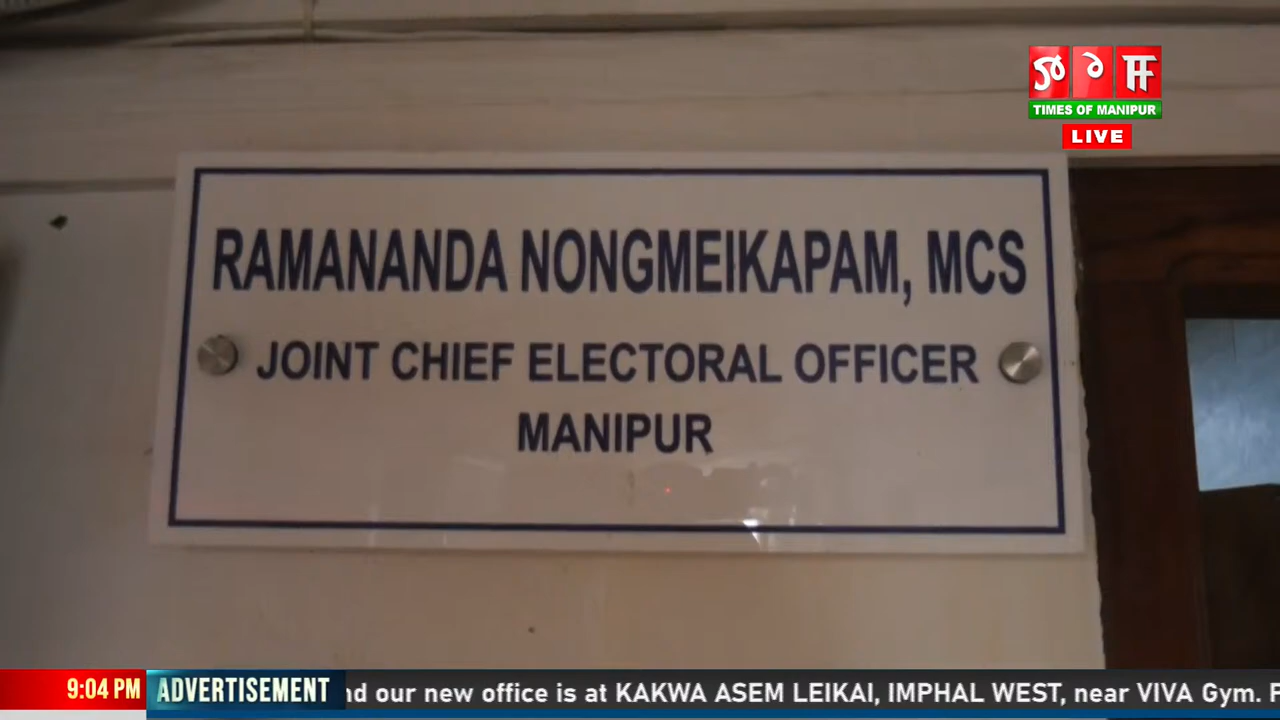 ꯇ ꯑ ꯝ
TIMES OF MANIPUR
LIVE
RAMANANDA NONGMEIKAPAM, MCS
JOINT CHIEF ELECTORAL OFFICER
MANIPUR
9:04 PM
ADVERTISEMENT
nd our new office is at KAKWA ASEM LEIKAI, IMPHAL WEST, near VIVA Gym.